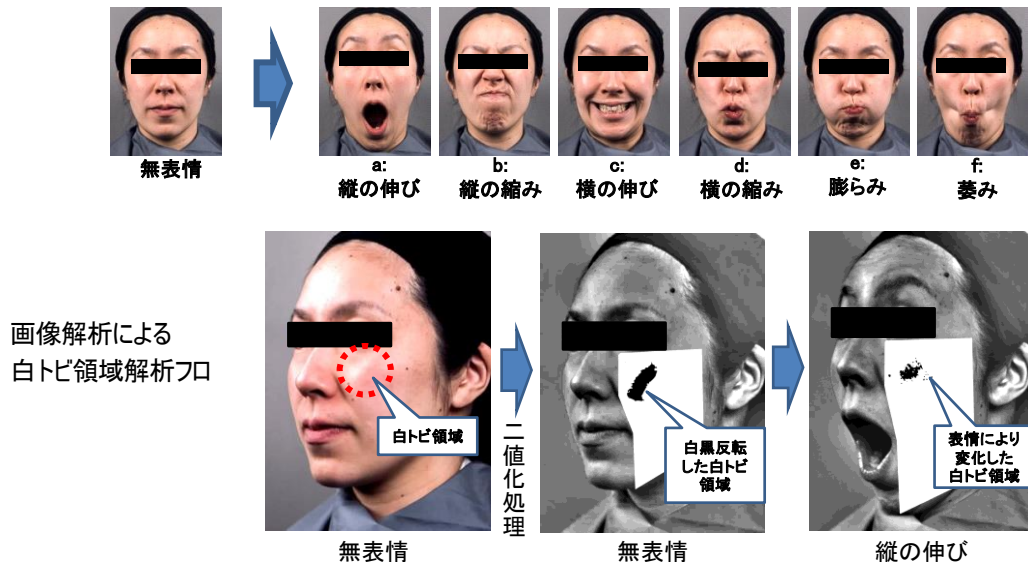 無表情
a:
縦の伸び
b:
縦の縮み
c:
横の伸び
d:
横の縮み
e:
膨らみ
f:
萎み
画像解析による
白トビ領域解析フロ
白トビ領域
二値化処理
白黒反転
した白トビ
領域
表情により
変化した
白トビ領域
無表情
無表情
縦の伸び